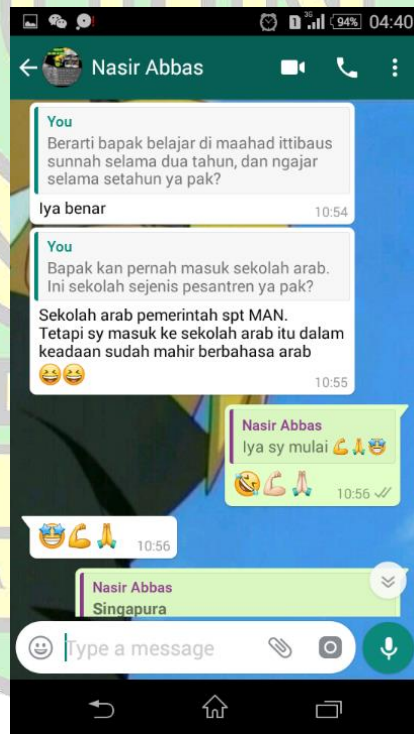 3G
94% 04:40
Nasir Abbas
You
Berarti bapak belajar di maahad ittibaus
sunnah selama dua tahun, dan ngajar
selama setahun ya pak?
Iya benar
10:54
You
Bapak kan pernah masuk sekolah arab.
Ini sekolah sejenis pesantren ya pak?
Sekolah arab pemerintah spt MAN.
Tetapi sy masuk ke sekolah arab itu dalam
keadaan sudah mahir berbahasa arab
😆😆
10:55
Nasir Abbas
Iya sy mulai 💪🙏🤩
🤣💪🙏
10:56
🤩💪🙏
10:56
Nasir Abbas
Singapura
Type a message